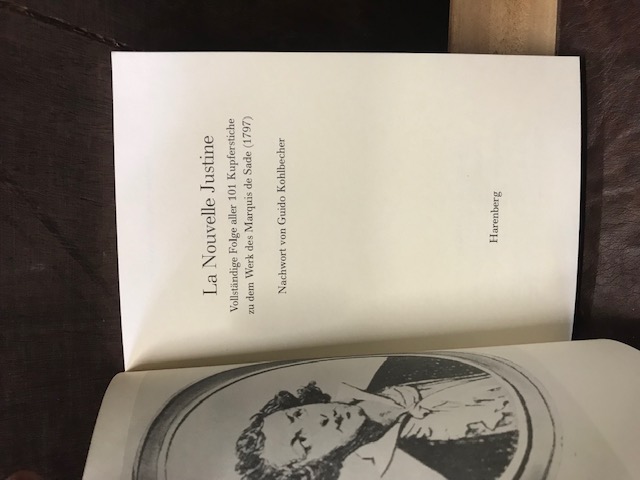 La Nouvelle Justine
Vollständige Folge aller 101 Kupferstiche
zu dem Werk des Marquis de Sade (1797)
Nachwort von Guido Kohlbecher
Harenberg